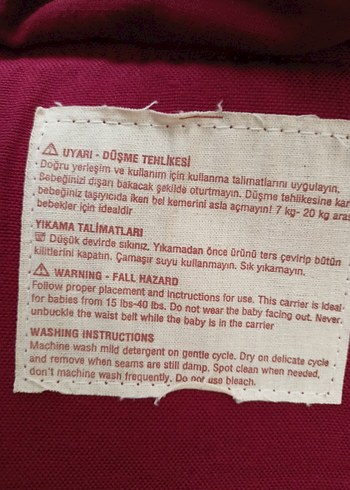 ⚠ UYARI - DÜŞME TEHLİKESİ
Doğru yerleşim ve kullanım için kullanma talimatlarını uygulayın.
Bebeğinizi dışarı bakacak şekilde oturtmayın. Düşme tehlikesine kar
bebeğiniz taşıyıcıda iken bel kemerini asla açmayın! 7 kg- 20 kg aras
bebekler için idealdir
YIKAMA TALİMATLARI
Düşük devirde sıkınız. Yıkamadan önce ürünü ters çevirip bütün
kilitlerini kapatın. Çamaşır suyu kullanmayın. Sık yıkamayın.
⚠ WARNING - FALL HAZARD
Follow proper placement and instructions for use. This carrier is ideal
for babies from 15 lbs-40 lbs. Do not wear the baby facing out. Never
unbuckle the waist belt while the baby is in the carrier
WASHING INSTRUCTIONS
Machine wash mild detergent on gentle cycle. Dry on delicate cycle
and remove when seams are still damp. Spot clean when needed,
don't machine wash frequently. Do not use bleach.